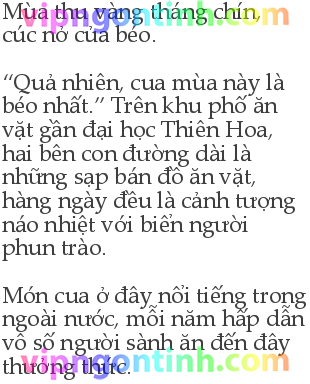 Mùa thu vàng tháng chín,
cúc nở cua béo.
“Quả nhiên, cua mùa này là
béo nhất.” Trên khu phố ăn
vặt gần đại học Thiên Hoa,
hai bên con đường dài là
những sạp bán đồ ăn vặt,
hàng ngày đều là cảnh tượng
náo nhiệt với biển người
phun trào.
Món cua ở đây nổi tiếng trong
ngoài nước, mỗi năm hấp dẫn
vô số người sành ăn đến đây
thưởng thức.
vipngontinh.com
vipngontinh.com